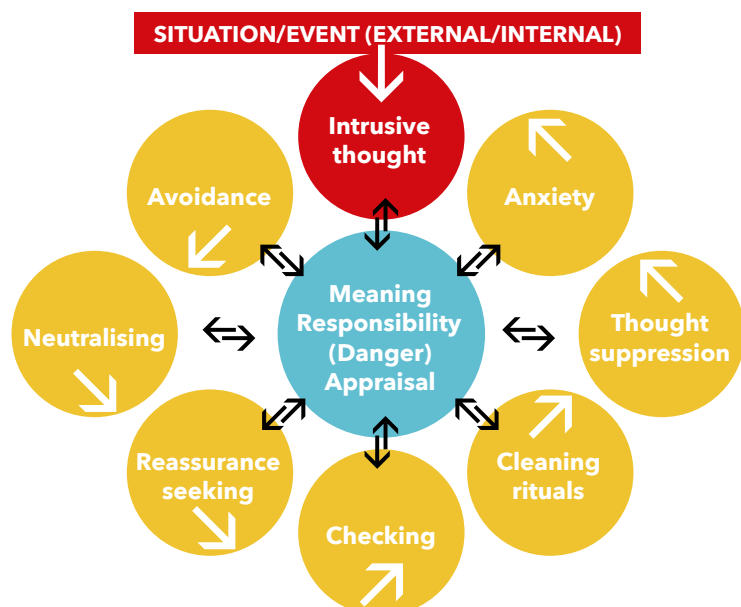 SITUATION/EVENT (EXTERNAL/INTERNAL)
Intrusive
thought
Avoidance
Anxiety
Neutralising
Meaning
Responsibility
(Danger)
Appraisal
Thought
suppression
Reassurance
seeking
Cleaning
rituals
Checking